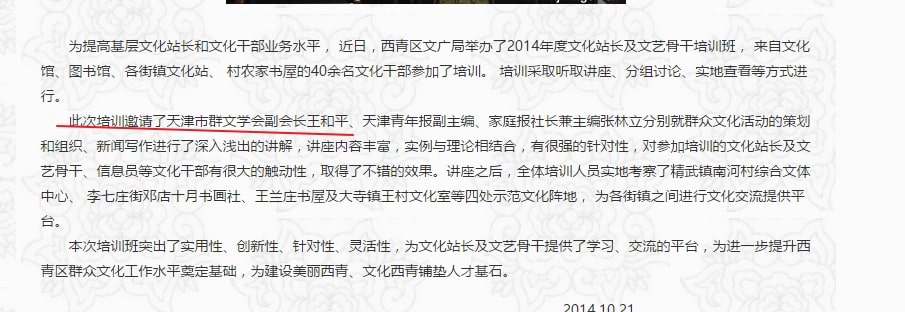 为提高基层文化站长和文化干部业务水平， 近日，西青区文广局举办了2014年度文化站长及文艺骨干培训班， 来自文化
馆、图书馆、各街镇文化站、 村农家书屋的40余名文化干部参加了培训。 培训采取听取讲座、分组讨论、实地查看等方式进
行。
此次培训邀请了天津市群文学会副会长王和平、天津青年报副主编、家庭报社长兼主编张林立分别就群众文化活动的策划
和组织、新闻写作进行了深入浅出的讲解，讲座内容丰富，实例与理论相结合，有很强的针对性，对参加培训的文化站长及文
艺骨干、信息员等文化干部有很大的触动性，取得了不错的效果。讲座之后，全体培训人员实地考察了精武镇南河村综合文体
中心、 李七庄街邓店十月书画社、王兰庄书屋及大寺镇王村文化室等四处示范文化阵地， 为各街镇之间进行文化交流提供平
台。
本次培训班突出了实用性、创新性、针对性、灵活性，为文化站长及文艺骨干提供了学习、交流的平台，为进一步提升西
青区群众文化工作水平奠定基础，为建设美丽西青、文化西青铺垫人才基石。
2014.10.21